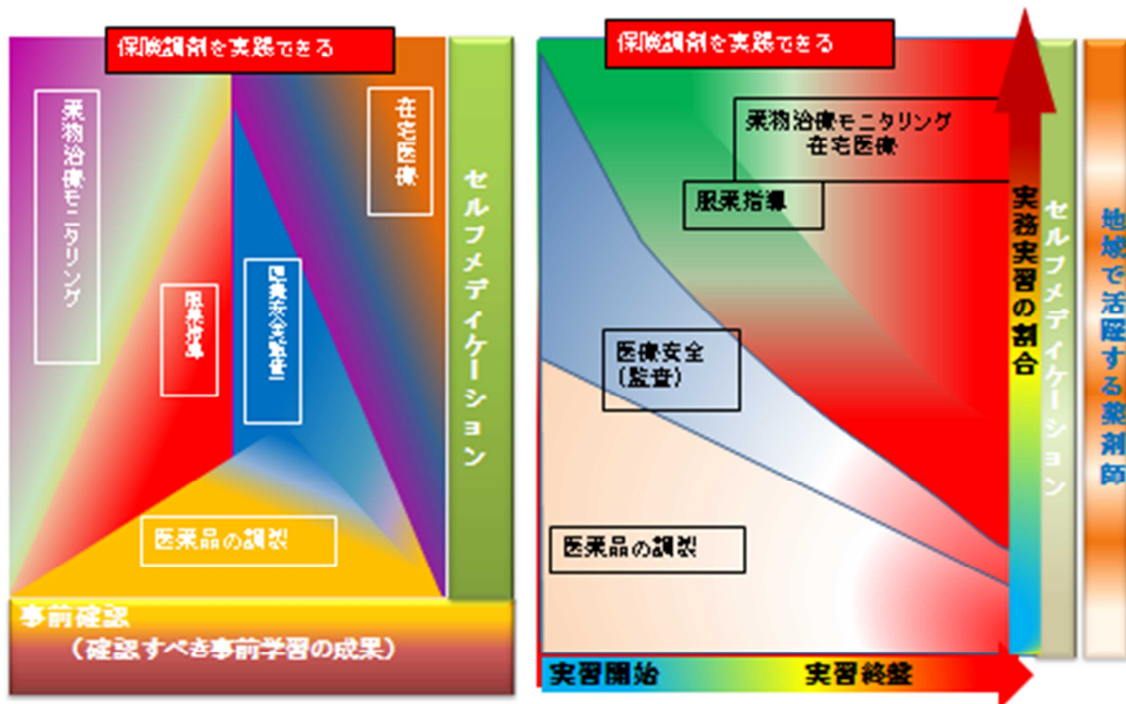 保険調剤を実践できる
薬物治療モニタリング
服薬指導
医療安全(監査)
在宅医療
セルフメディケーション
医薬品の調製
事前確認
(確認すべき事前学習の成果)
保険調剤を実践できる
薬物治療モニタリング
在宅医療
服薬指導
医療安全
(監査)
医薬品の調製
実務実習の割合
セルフメディケーション
地域で活躍する薬剤師
実習開始
実習終盤